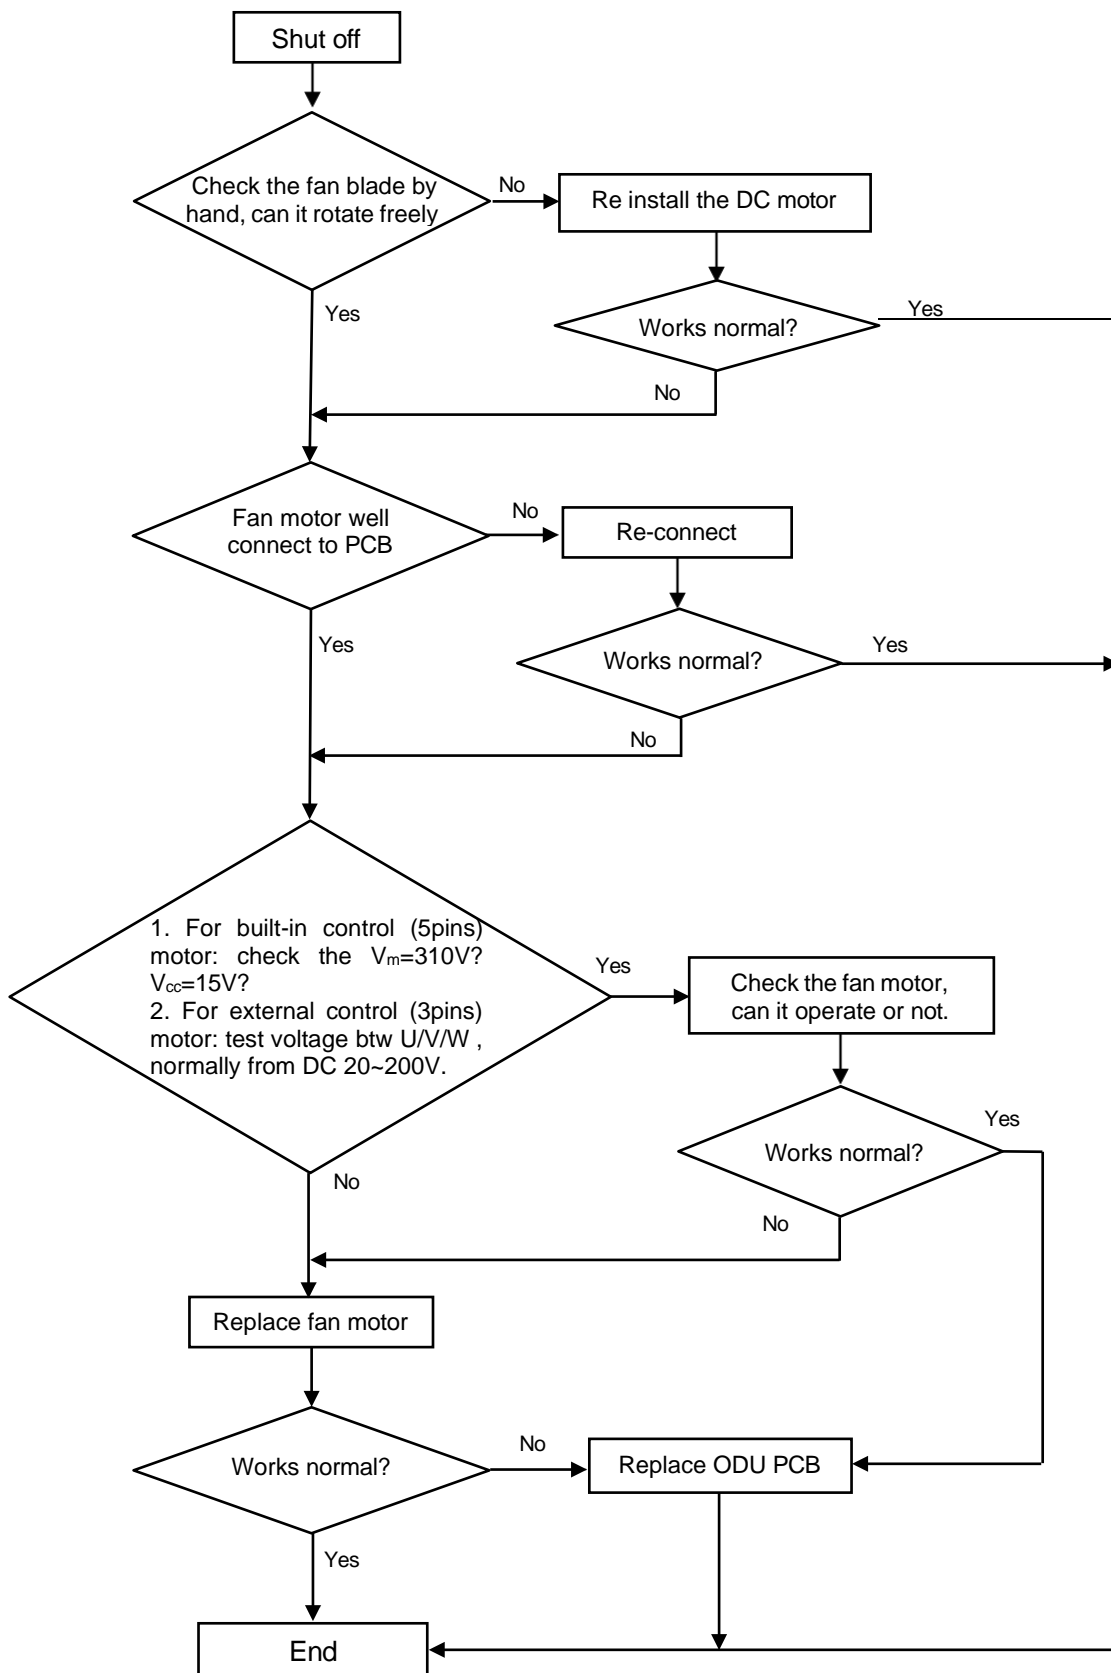 Shut off
Check the fan blade by
hand, can it rotate freely
No
Re install the DC motor
Yes
Works normal?
Yes
No
Fan motor well
connect to PCB
No
Re-connect
Yes
Works normal?
Yes
No
1. For built-in control (5pins)
motor: check the Vm=310V?
Vcc=15V?
2. For external control (3pins)
motor: test voltage btw U/V/W ,
normally from DC 20~200V.
Yes
Check the fan motor,
can it operate or not.
Works normal?
Yes
No
No
Replace fan motor
Works normal?
No
Replace ODU PCB
Yes
End